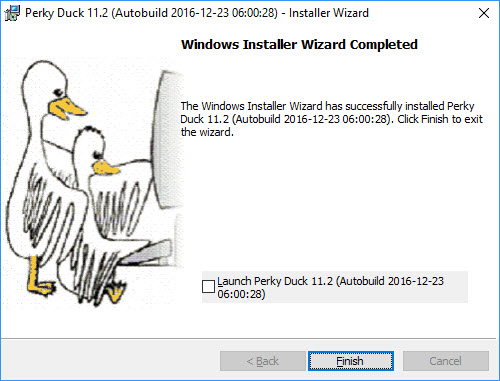 Perky Duck 11.2 (Autobuild 2016-12-23 06:00:28) - Installer Wizard
Windows Installer Wizard Completed
The Windows Installer Wizard has successfully installed Perky
Duck 11.2 (Autobuild 2016-12-23 06:00:28). Click Finish to exit
the wizard.
Launch Perky Duck 11.2 (Autobuild 2016-12-23
06:00:28)
< Back
Finish
Cancel